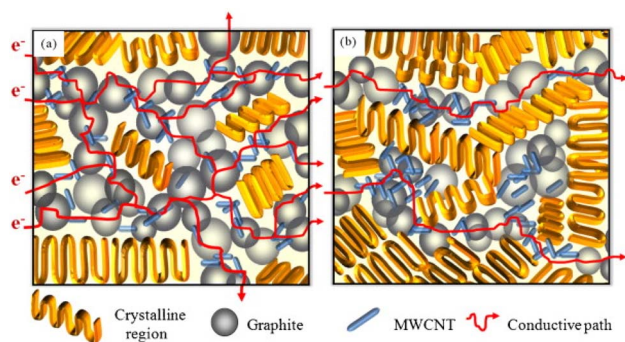 (a)
(b)
e-
e-
e-
e-
Crystalline
region
Graphite
MWCNT
Conductive path